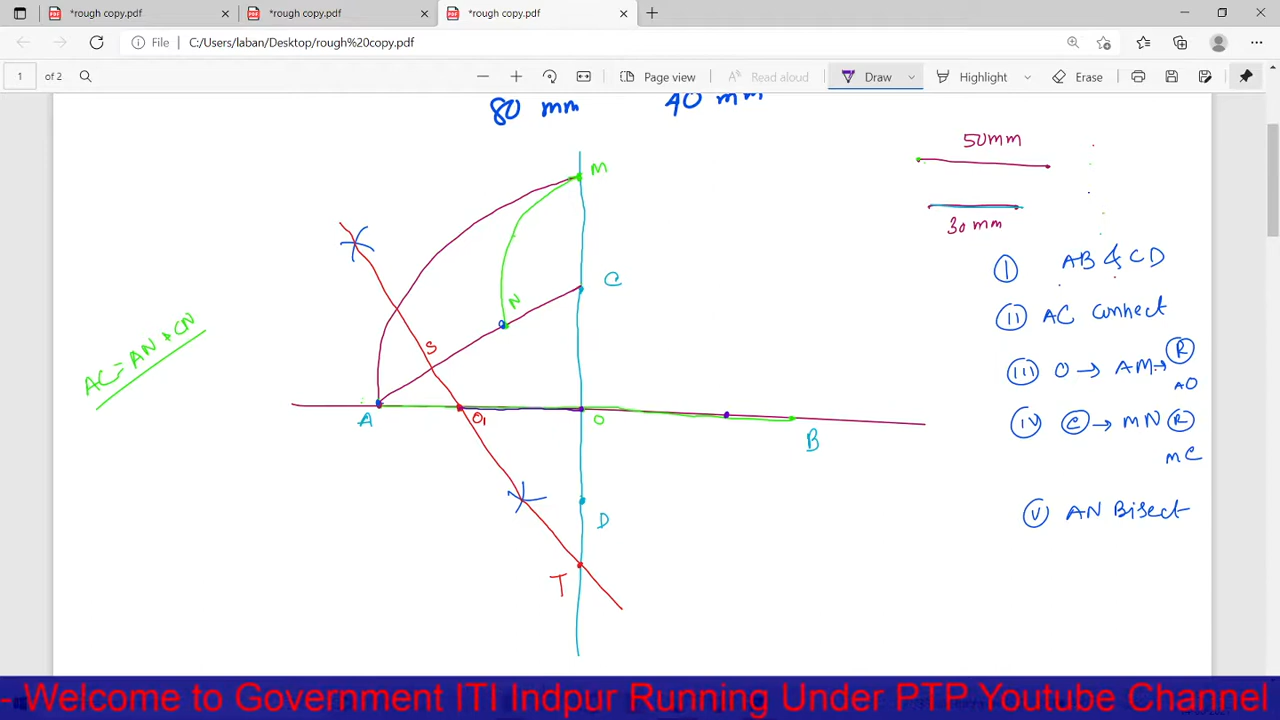 *rough copy.pdf
*rough copy.pdf
*rough copy.pdf
File
C:/Users/laban/Desktop/rough%20copy.pdf
1
of 2
Page view
Read aloud
Draw
Highlight
Erase
80 mm
40 mm
50mm
30 mm
M
C
N
S
A
O₁
O
B
D
T
AC=AN+CN
I AB & CD
II AC Connect
III O → AM → R
AO
IV C → MN R
MC
V AN Bisect
- Welcome to Government ITI Indpur Running Under PTP Youtube Channel